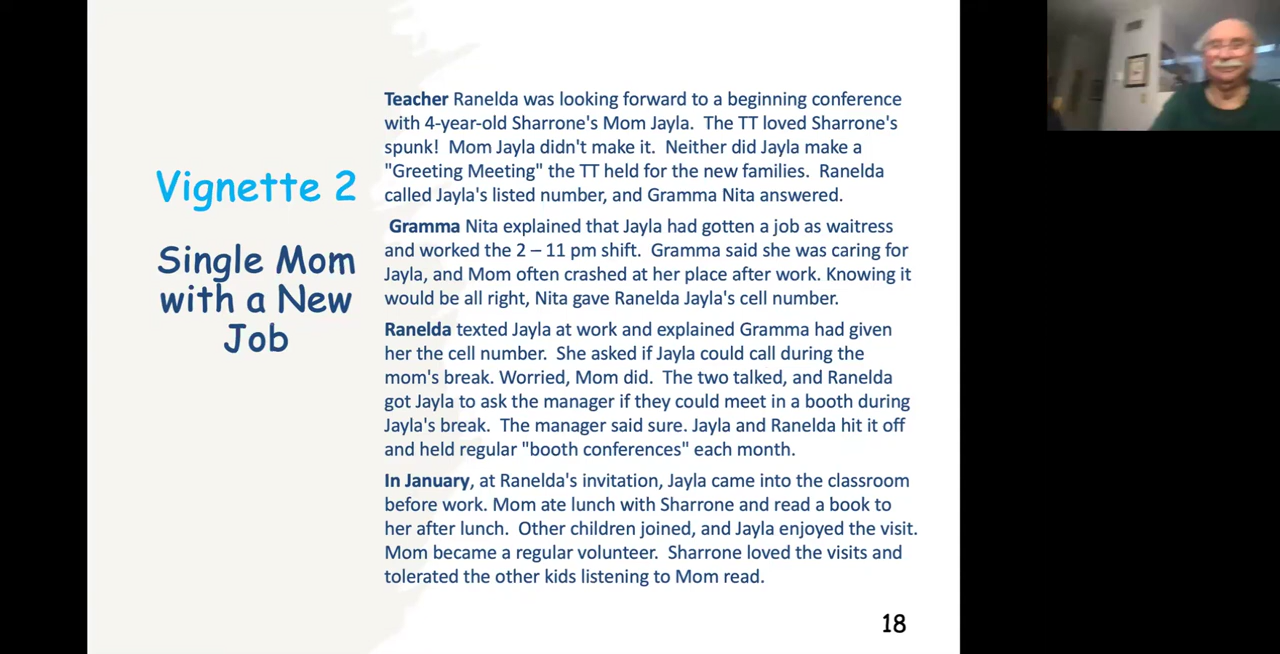 Vignette 2
Single Mom
with a New
Job
Teacher Ranelda was looking forward to a beginning conference
with 4-year-old Sharrone's Mom Jayla.  The TT loved Sharrone's
spunk!  Mom Jayla didn't make it.  Neither did Jayla make a
"Greeting Meeting" the TT held for the new families.  Ranelda
called Jayla's listed number, and Gramma Nita answered.
Gramma Nita explained that Jayla had gotten a job as waitress
and worked the 2 – 11 pm shift.  Gramma said she was caring for
Jayla, and Mom often crashed at her place after work. Knowing it
would be all right, Nita gave Ranelda Jayla's cell number.
Ranelda texted Jayla at work and explained Gramma had given
her the cell number.  She asked if Jayla could call during the
mom's break. Worried, Mom did.  The two talked, and Ranelda
got Jayla to ask the manager if they could meet in a booth during
Jayla's break.  The manager said sure. Jayla and Ranelda hit it off
and held regular "booth conferences" each month.
In January, at Ranelda's invitation, Jayla came into the classroom
before work. Mom ate lunch with Sharrone and read a book to
her after lunch.  Other children joined, and Jayla enjoyed the visit.
Mom became a regular volunteer.  Sharrone loved the visits and
tolerated the other kids listening to Mom read.
18